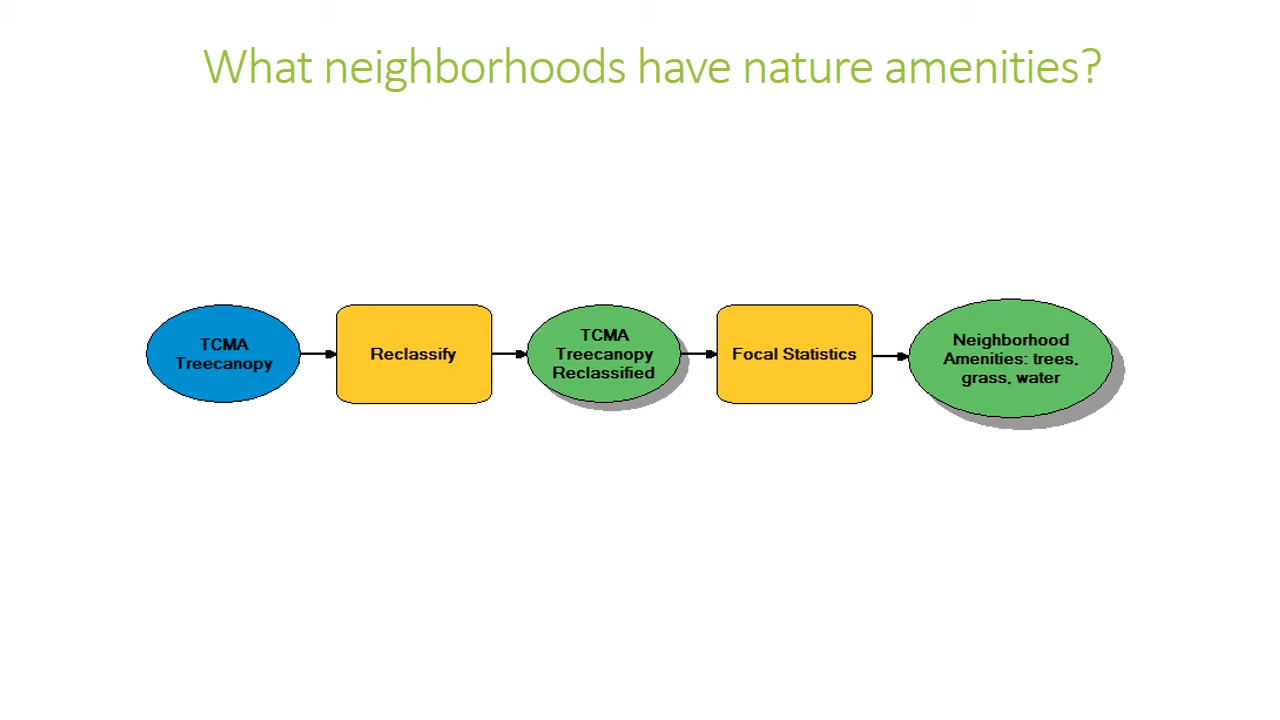 What neighborhoods have nature amenities?
TCMA
Treecanopy
Reclassify
TCMA
Treecanopy
Reclassified
Focal Statistics
Neighborhood
Amenities: trees,
grass, water